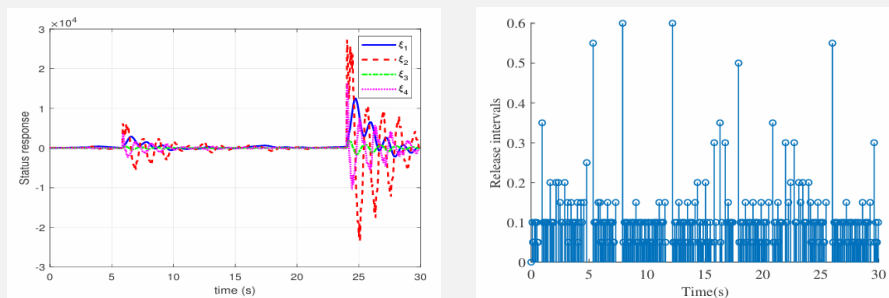 ×10⁴
3
2
1
0
-1
-2
-3
0 5 10 15 20 25 30
time (s)
Status response
ξ₁
ξ₂
ξ₃
ξ₄
0.6
0.5
0.4
0.3
0.2
0.1
0
0 5 10 15 20 25 30
Time(s)
Release intervals